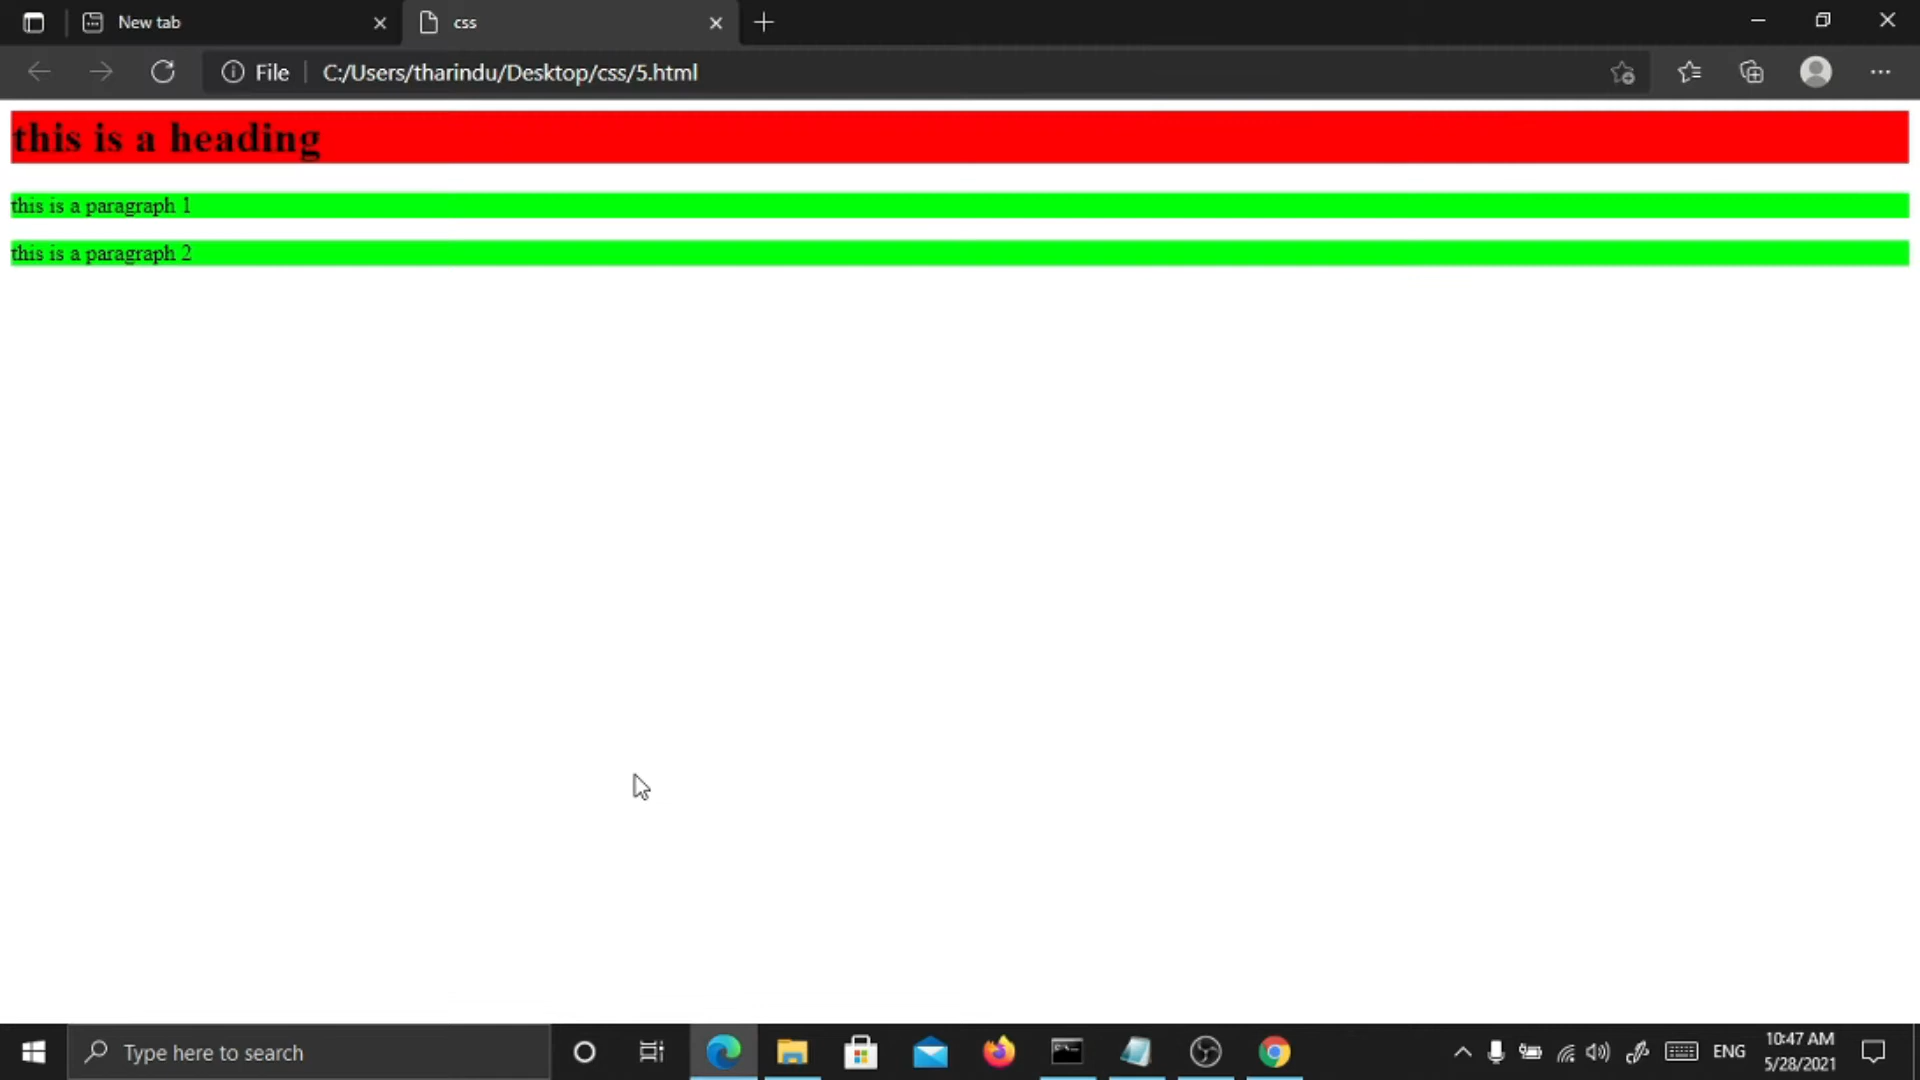 New tab
css
File
C:/Users/tharindu/Desktop/css/5.html
this is a heading
this is a paragraph 1
this is a paragraph 2
Type here to search
ENG
10:47 AM
5/28/2021